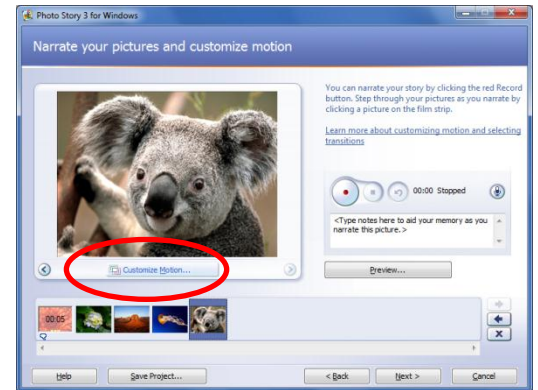 Photo Story 3 for Windows
Narrate your pictures and customize motion
You can narrate your story by clicking the red Record
button. Step through your pictures as you narrate by
clicking a picture on the film strip.
Learn more about customizing motion and selecting
transitions
00:00 Stopped
<Type notes here to aid your memory as you
narrate this picture.>
Customize Motion...
Preview...
00:05
Help
Save Project...
< Back
Next >
Cancel